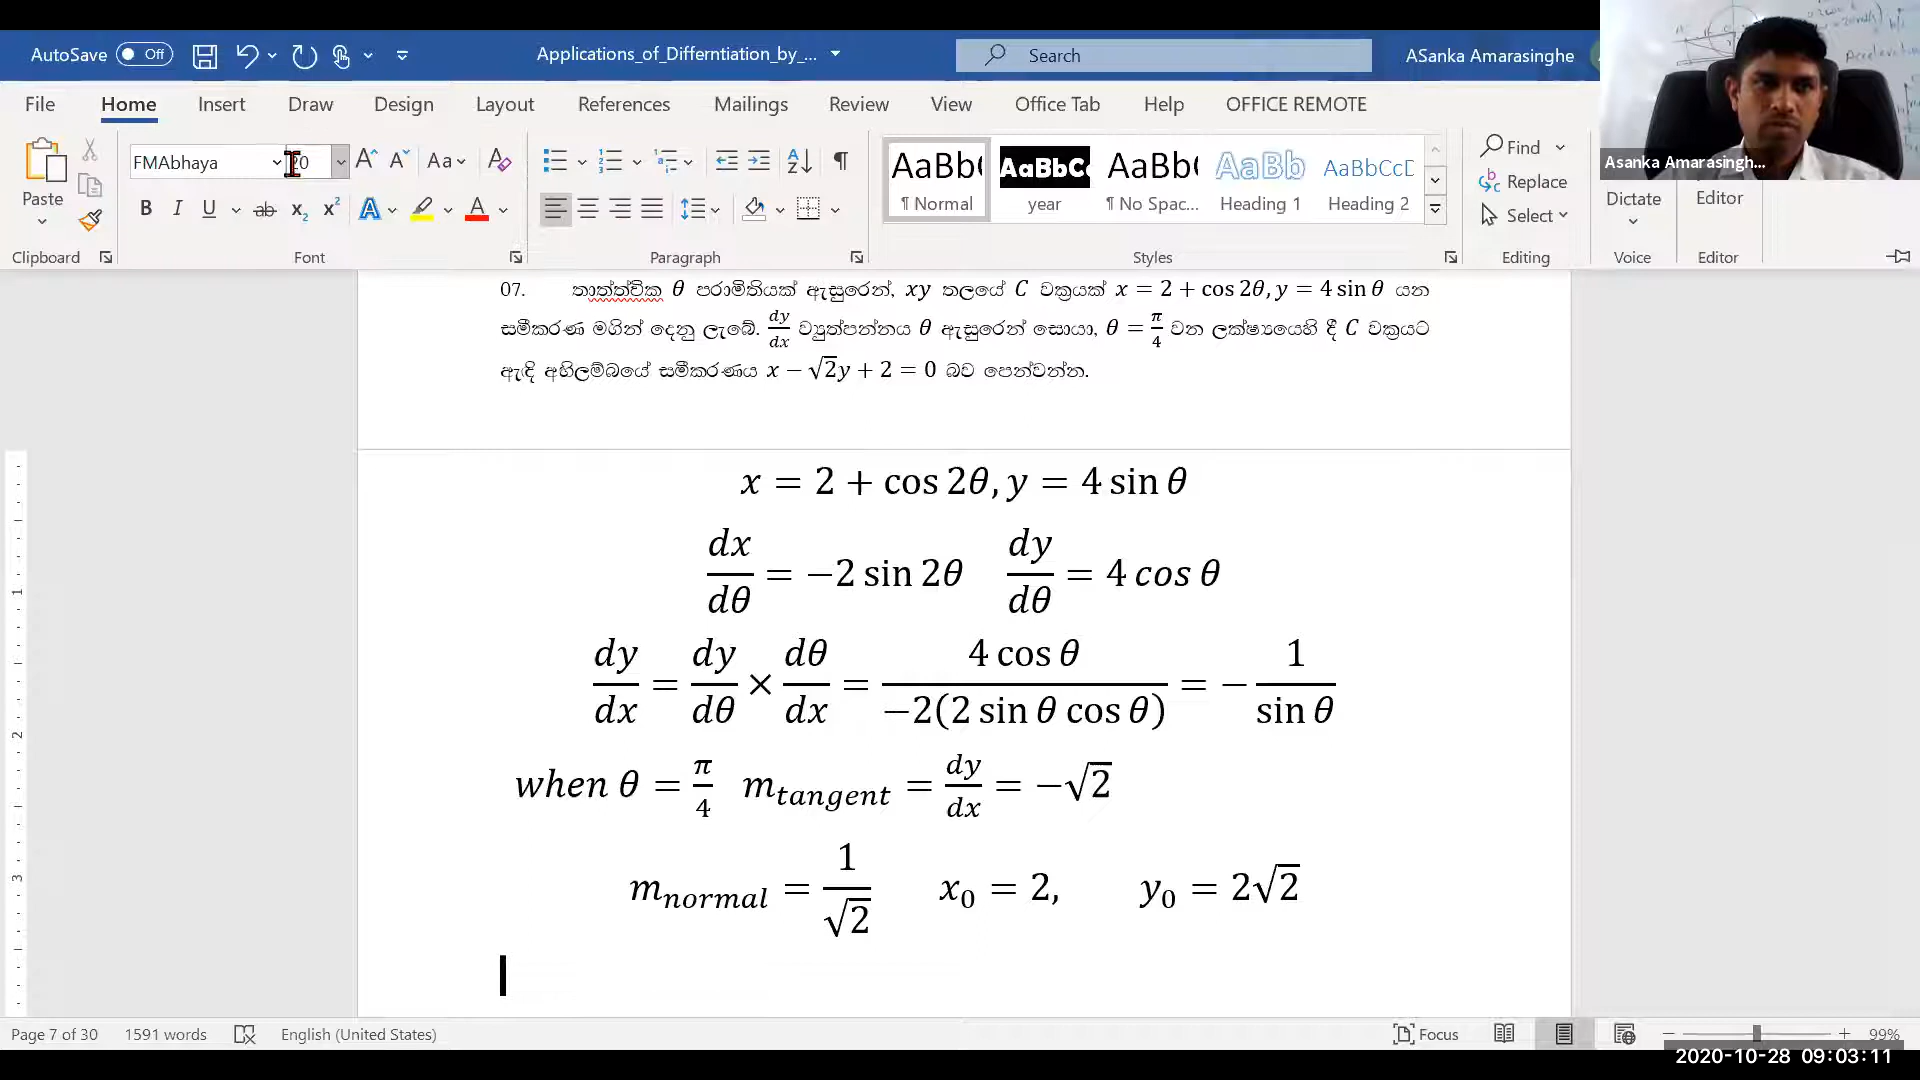 AutoSave Off Applications_of_Differntiation_by_... Search ASanka Amarasinghe
File Home Insert Draw Design Layout References Mailings Review View Office Tab Help OFFICE REMOTE
FMAbhaya
Paste
Clipboard Font Paragraph Styles Editing Voice Editor
AaBbC ¶ Normal
AaBbCc year
AaBbC ¶ No Spac...
AaBb Heading 1
AaBbCcD Heading 2
Find
Replace
Select
Dictate
Editor
Asanka Amarasingh...
07. තාත්ත්වික θ පරාමිතියක් ඇසුරෙන්, xy තලයේ C වක්‍රයක් x = 2 + cos 2θ, y = 4 sin θ යන
සමීකරණ මගින් දෙනු ලැබේ. dy/dx ව්‍යුත්පන්නය θ ඇසුරෙන් සොයා, θ = π/4 වන ලක්ෂ්‍යයෙහි දී C වක්‍රයට
ඇඳි අභිලම්බයේ සමීකරණය x − √2y + 2 = 0 බව පෙන්වන්න.
x = 2 + cos 2θ, y = 4 sin θ
dx/dθ = −2 sin 2θ dy/dθ = 4 cos θ
dy/dx = dy/dθ × dθ/dx = 4 cos θ/−2(2 sin θ cos θ) = − 1/sin θ
when θ = π/4 m_tangent = dy/dx = −√2
m_normal = 1/√2 x₀ = 2, y₀ = 2√2
Page 7 of 30 1591 words English (United States) Focus 99%
2020-10-28 09:03:11